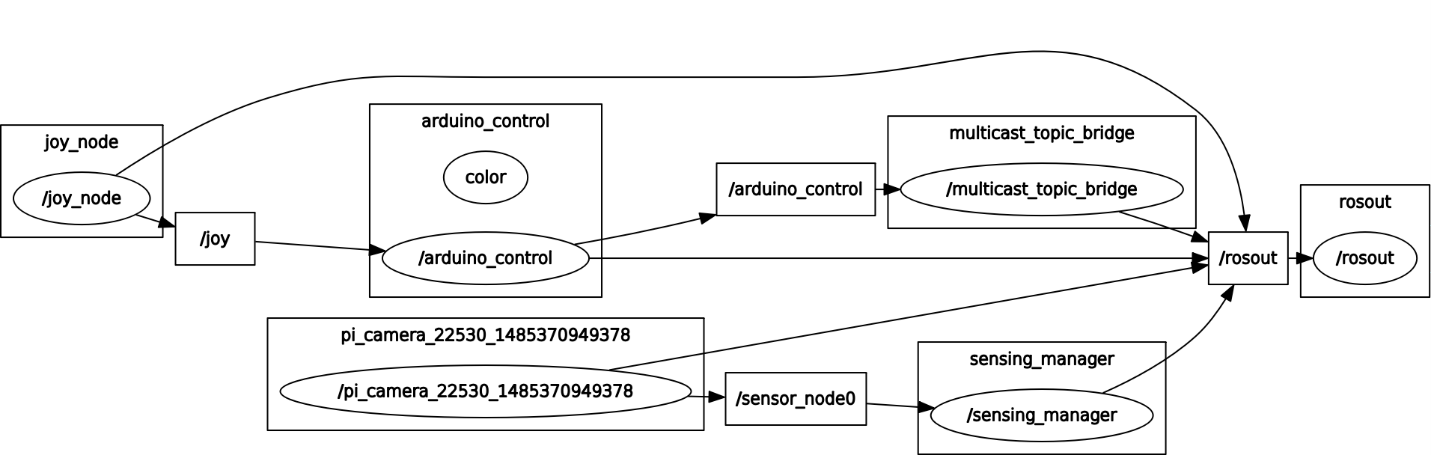 joy_node
/joy_node
/joy
arduino_control
color
/arduino_control
/arduino_control
multicast_topic_bridge
/multicast_topic_bridge
/rosout
rosout
/rosout
pi_camera_22530_1485370949378
/pi_camera_22530_1485370949378
/sensor_node0
sensing_manager
/sensing_manager